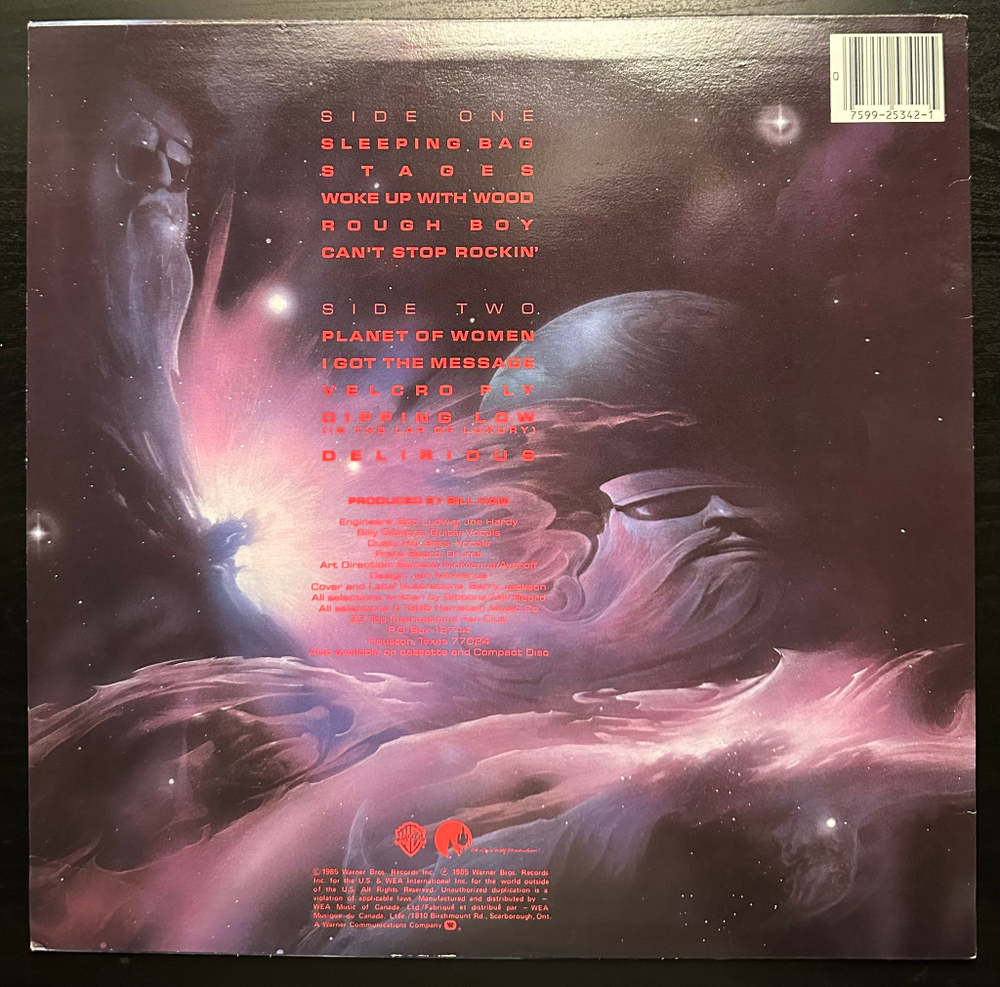 0
7599-25342-1
SIDE ONE
SLEEPING BAG
STAGES
WOKE UP WITH WOOD
ROUGH BOY
CAN'T STOP ROCKIN'
SIDE TWO
PLANET OF WOMEN
I GOT THE MESSAGE
VELCRO FLY
DIPPING LOW
(IN THE LAP OF LUXURY)
DELIRIOUS
PRODUCED BY BILL HAM
Engineers: Bob Ludwig, Joe Hardy
Billy Gibbons: Guitar, Vocals
Dusty Hill: Bass, Vocals
Frank Beard: Drums
Art Direction:
Design: Jeri McManus
Cover and Label Illustrations: Barry Jackson
All selections written by Gibbons/Hill/Beard
All selections © 1985 Hamstein Music Co.
ZZ Top International Fan Club
P.O. Box 19744
Houston, Texas 77024
Also available on cassette and Compact Disc
©1985 Warner Bros. Records Inc. ℗ 1985 Warner Bros. Records
Inc. for the U.S. & WEA International Inc. for the world outside
of the U.S. All Rights Reserved. Unauthorized duplication is a
violation of applicable laws. Manufactured and distributed by —
WEA Music of Canada, Ltd./Fabriqué et distribué par — WEA
Musique du Canada, Ltée./1810 Birchmount Rd., Scarborough, Ont.
A Warner Communications Company